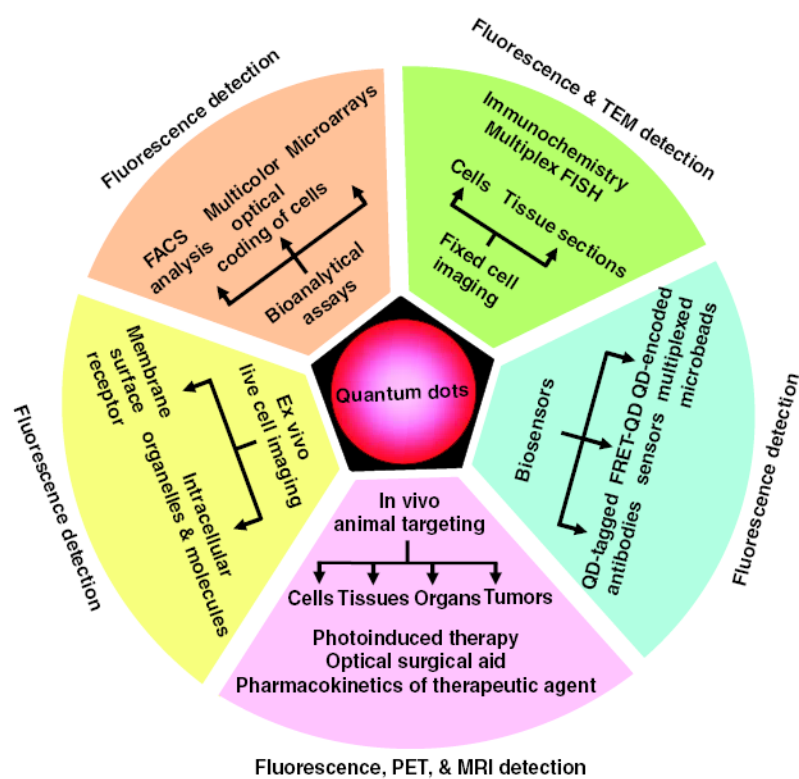 Fluorescence detection
FACS
analysis
Multicolor
optical
coding of cells
Microarrays
Bioanalytical
assays
Fluorescence & TEM detection
Immunochemistry
Multiplex FISH
Cells
Tissue sections
Fixed cell
imaging
Fluorescence detection
Biosensors
QD-encoded
multiplexed
microbeads
FRET-QD
sensors
QD-tagged
antibodies
Fluorescence, PET, & MRI detection
In vivo
animal targeting
Cells Tissues Organs Tumors
Photoinduced therapy
Optical surgical aid
Pharmacokinetics of therapeutic agent
Fluorescence detection
Ex vivo
live cell imaging
Membrane
surface
receptor
Intracellular
organelles & molecules
Quantum dots